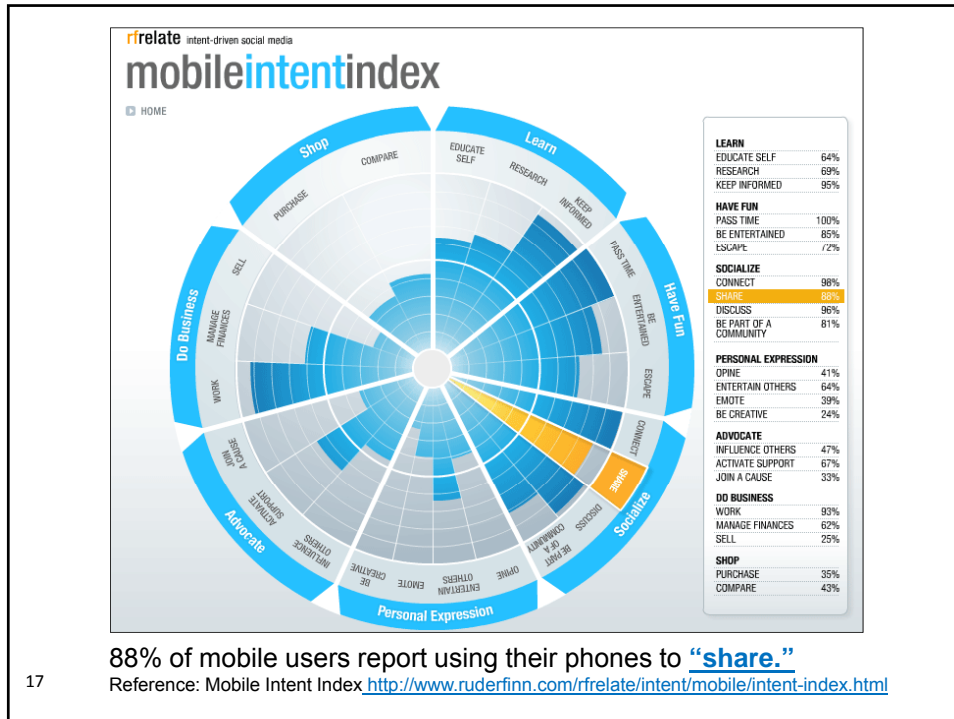 rfrelate intent-driven social media
mobileintentindex
HOME
Shop
Learn
Have Fun
Socialize
Personal Expression
Advocate
Do Business
COMPARE
PURCHASE
EDUCATE
SELF
RESEARCH
KEEP
INFORMED
PASS TIME
BE
ENTERTAINED
ESCAPE
CONNECT
SHARE
DISCUSS
BE PART
OF A
COMMUNITY
OPINE
ENTERTAIN
OTHERS
EMOTE
BE
CREATIVE
INFLUENCE
OTHERS
ACTIVATE
SUPPORT
JOIN
A CAUSE
WORK
MANAGE
FINANCES
SELL
LEARN
EDUCATE SELF 64%
RESEARCH 69%
KEEP INFORMED 95%
HAVE FUN
PASS TIME 100%
BE ENTERTAINED 85%
ESCAPE 72%
SOCIALIZE
CONNECT 98%
SHARE 88%
DISCUSS 96%
BE PART OF A 81%
COMMUNITY
PERSONAL EXPRESSION
OPINE 41%
ENTERTAIN OTHERS 64%
EMOTE 39%
BE CREATIVE 24%
ADVOCATE
INFLUENCE OTHERS 47%
ACTIVATE SUPPORT 67%
JOIN A CAUSE 33%
DO BUSINESS
WORK 93%
MANAGE FINANCES 62%
SELL 25%
SHOP
PURCHASE 35%
COMPARE 43%
88% of mobile users report using their phones to “share.”
Reference: Mobile Intent Index http://www.ruderfinn.com/rfrelate/intent/mobile/intent-index.html
17